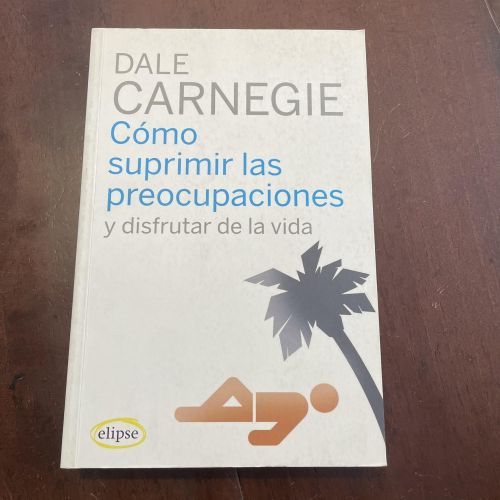 DALE
CARNEGIE
Cómo
suprimir las
preocupaciones
y disfrutar de la vida
elipse